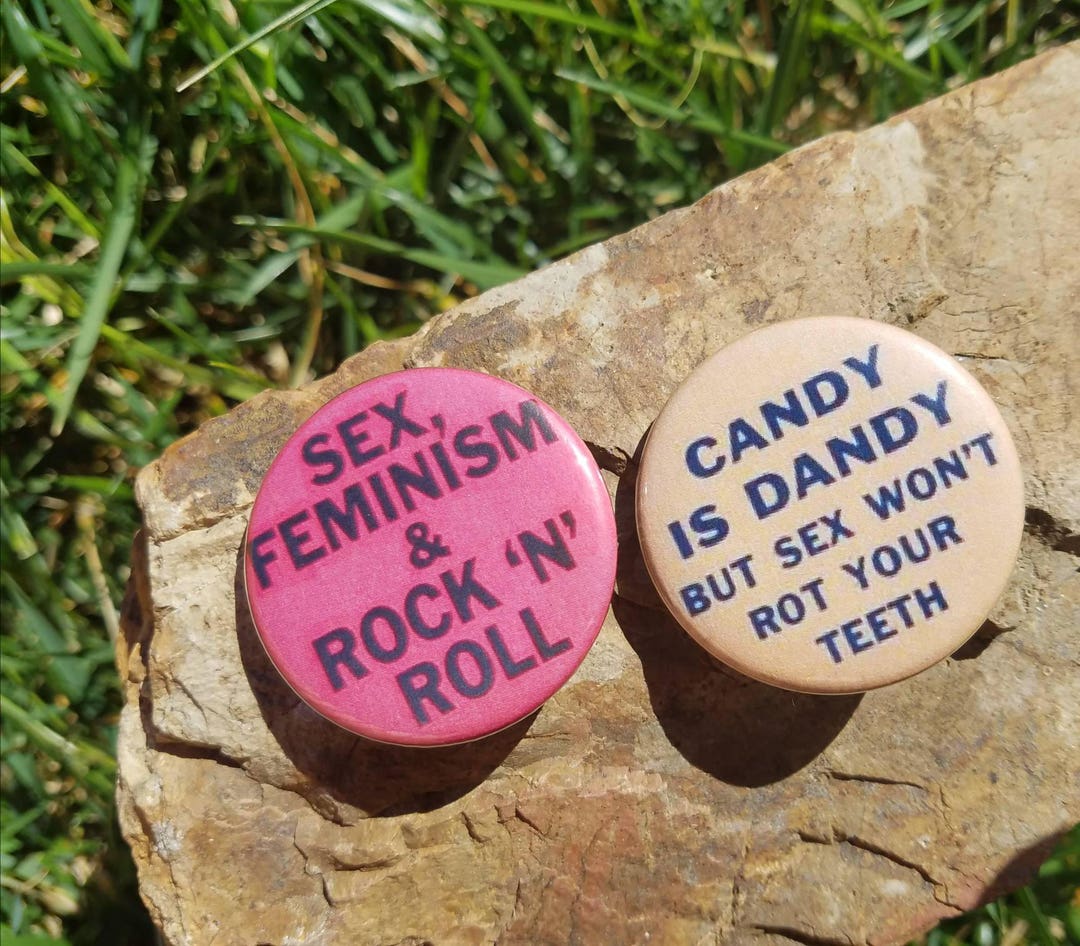 SEX,
FEMINISM
&
ROCK 'N'
ROLL
CANDY
IS DANDY
BUT SEX WON'T
ROT YOUR
TEETH